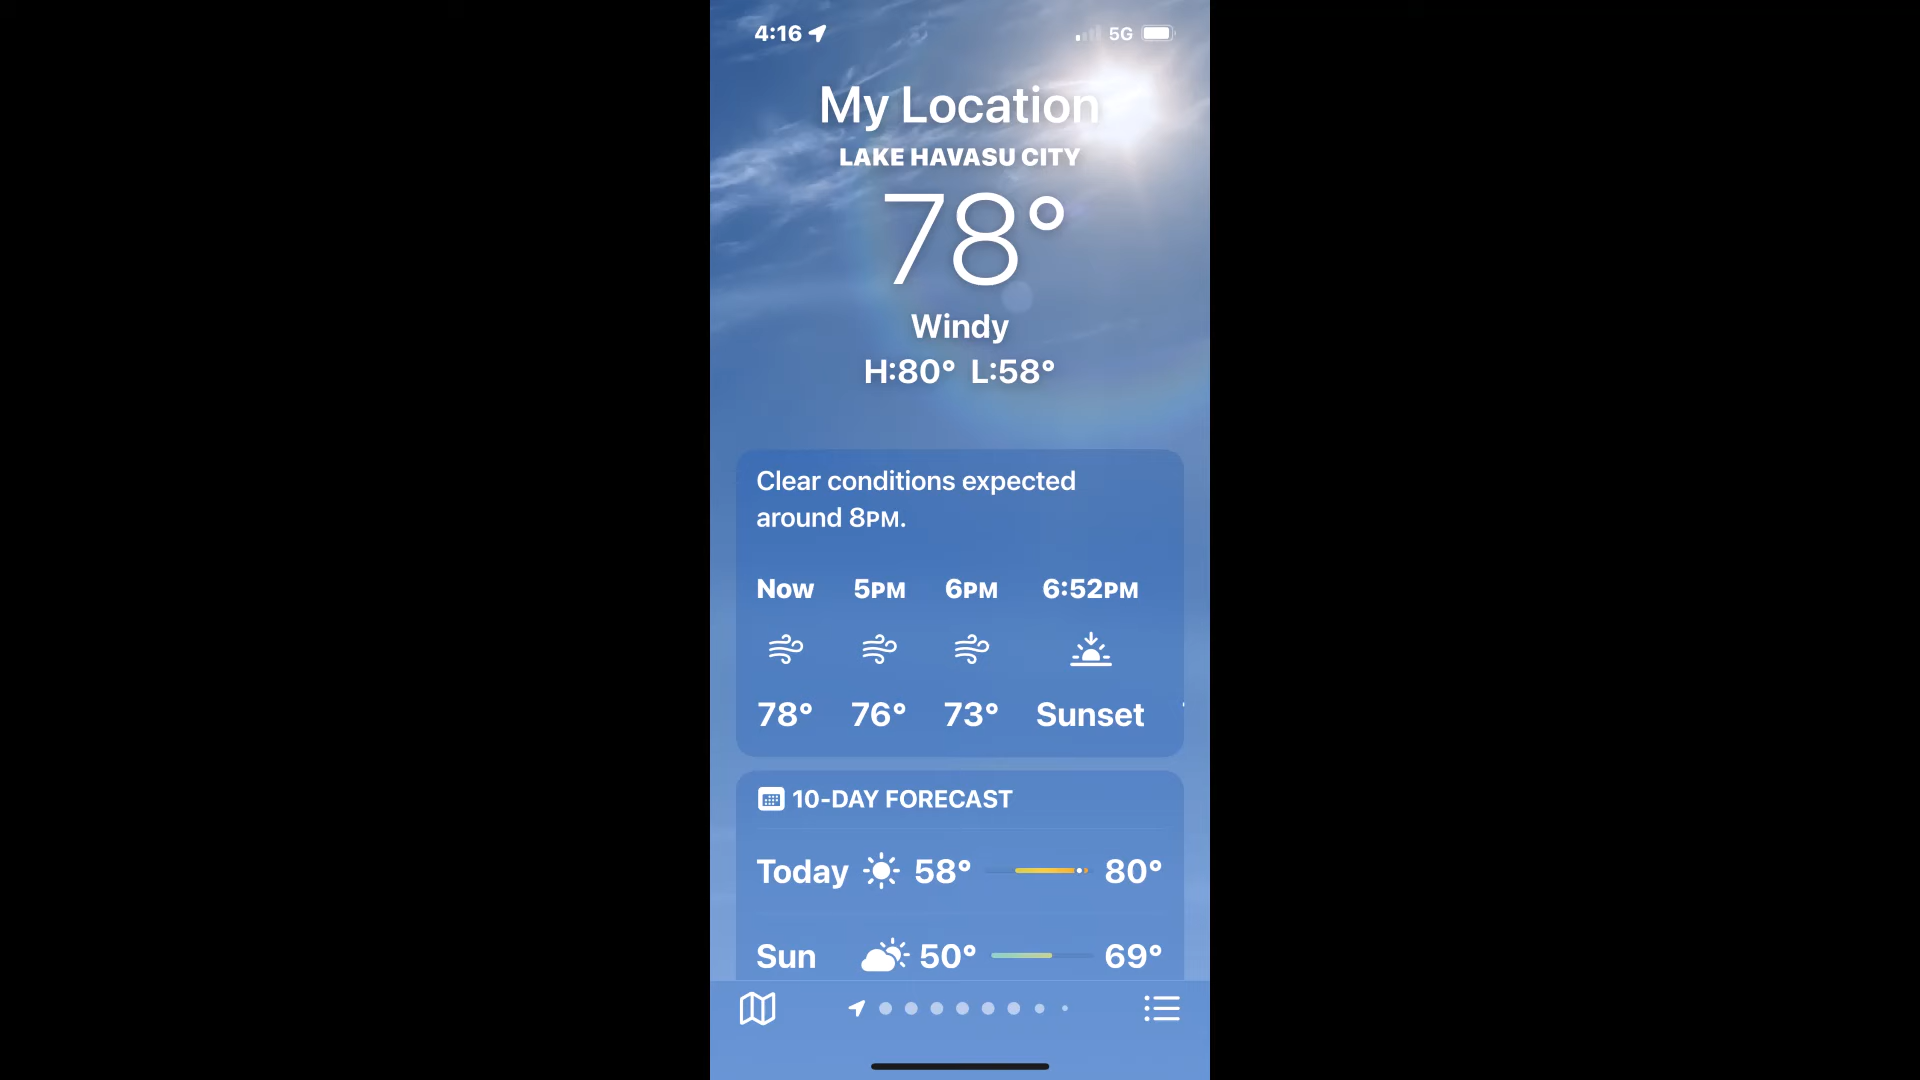 4:16 5G
My Location
LAKE HAVASU CITY
78°
Windy
H:80° L:58°
Clear conditions expected
around 8PM.
Now 5PM 6PM 6:52PM
78° 76° 73° Sunset
10-DAY FORECAST
Today 58° 80°
Sun 50° 69°